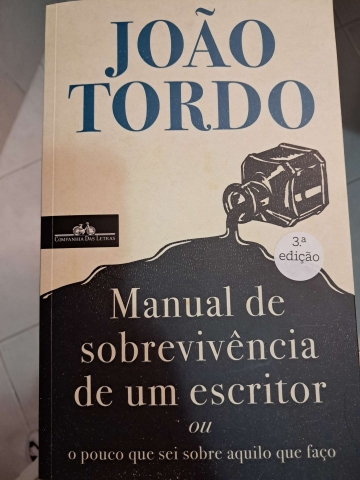 JOÃO
TORDO
COMPANHIA DAS LETRAS
3.ª
edição
Manual de
sobrevivência
de um escritor
ou
o pouco que sei sobre aquilo que faço